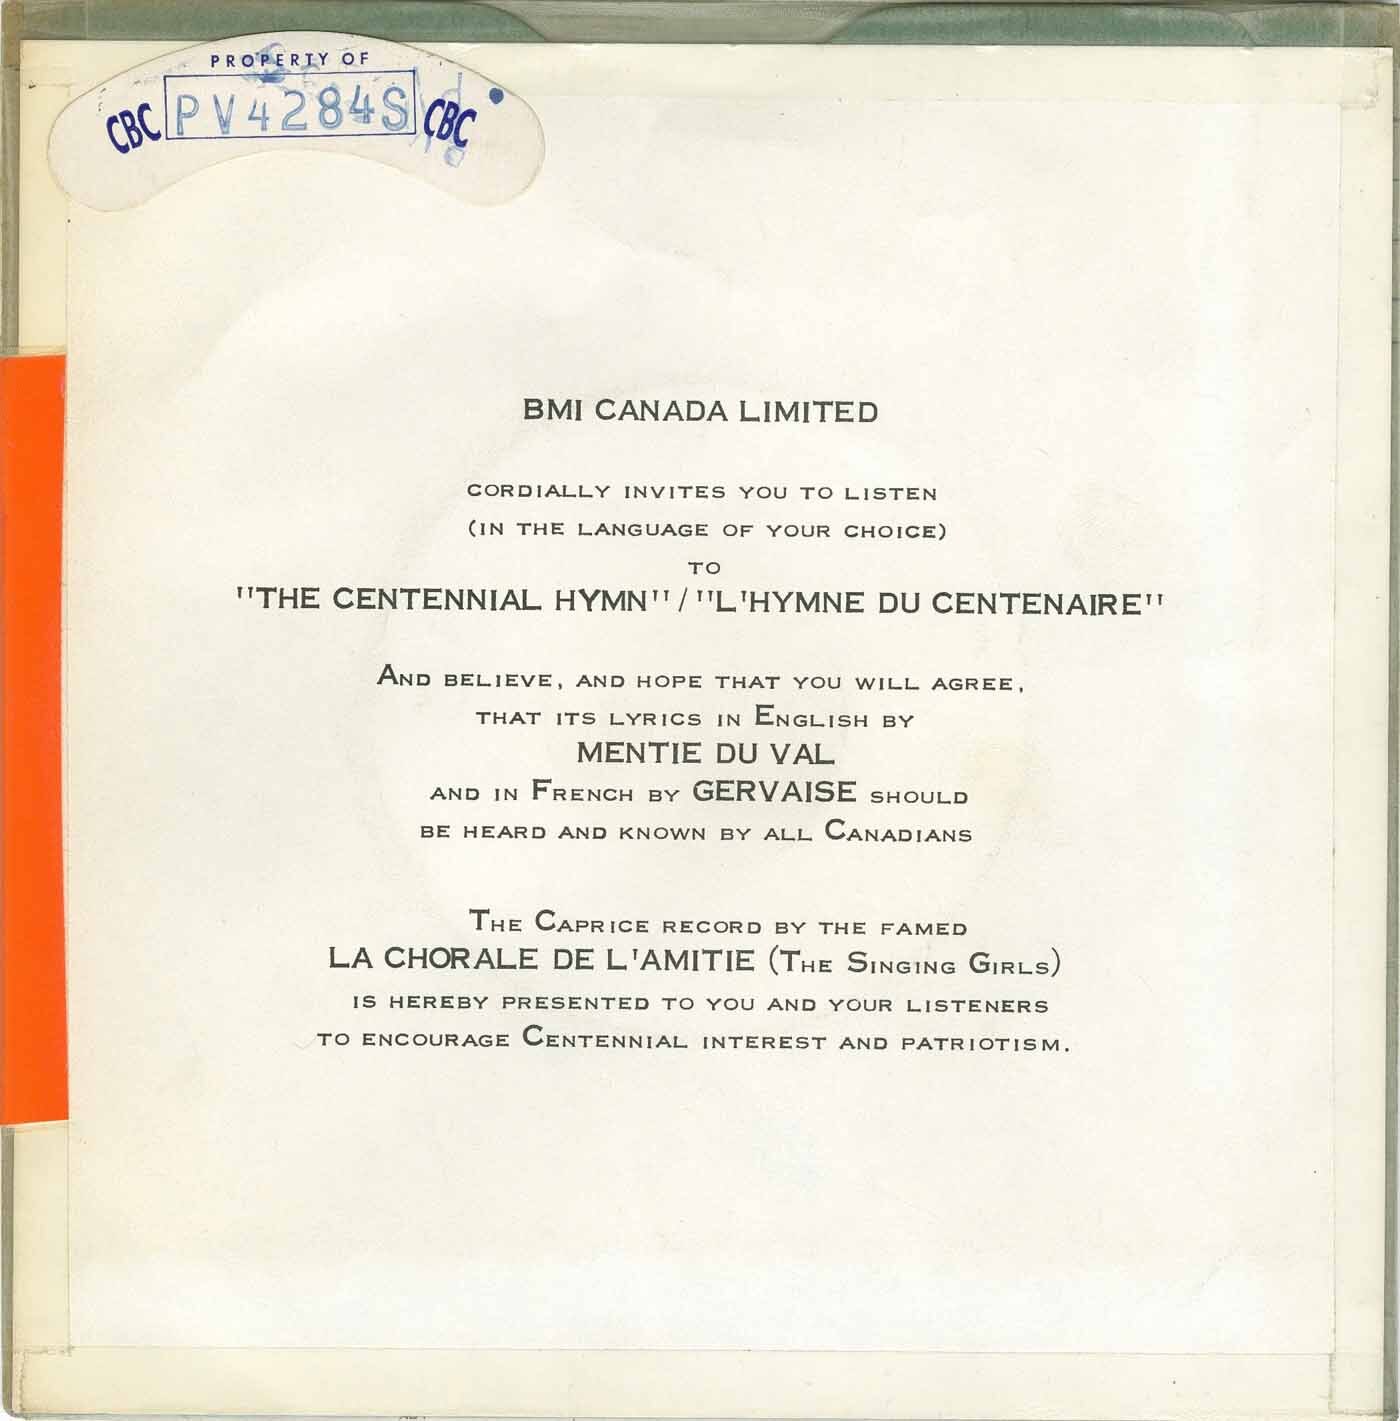 PROPERTY OF
CBC PV4284S CBC
BMI CANADA LIMITED
CORDIALLY INVITES YOU TO LISTEN
(IN THE LANGUAGE OF YOUR CHOICE)
TO
"THE CENTENNIAL HYMN" / "L'HYMNE DU CENTENAIRE"
AND BELIEVE, AND HOPE THAT YOU WILL AGREE,
THAT ITS LYRICS IN ENGLISH BY
MENTIE DU VAL
AND IN FRENCH BY GERVAISE SHOULD
BE HEARD AND KNOWN BY ALL CANADIANS
THE CAPRICE RECORD BY THE FAMED
LA CHORALE DE L'AMITIE (THE SINGING GIRLS)
IS HEREBY PRESENTED TO YOU AND YOUR LISTENERS
TO ENCOURAGE CENTENNIAL INTEREST AND PATRIOTISM.